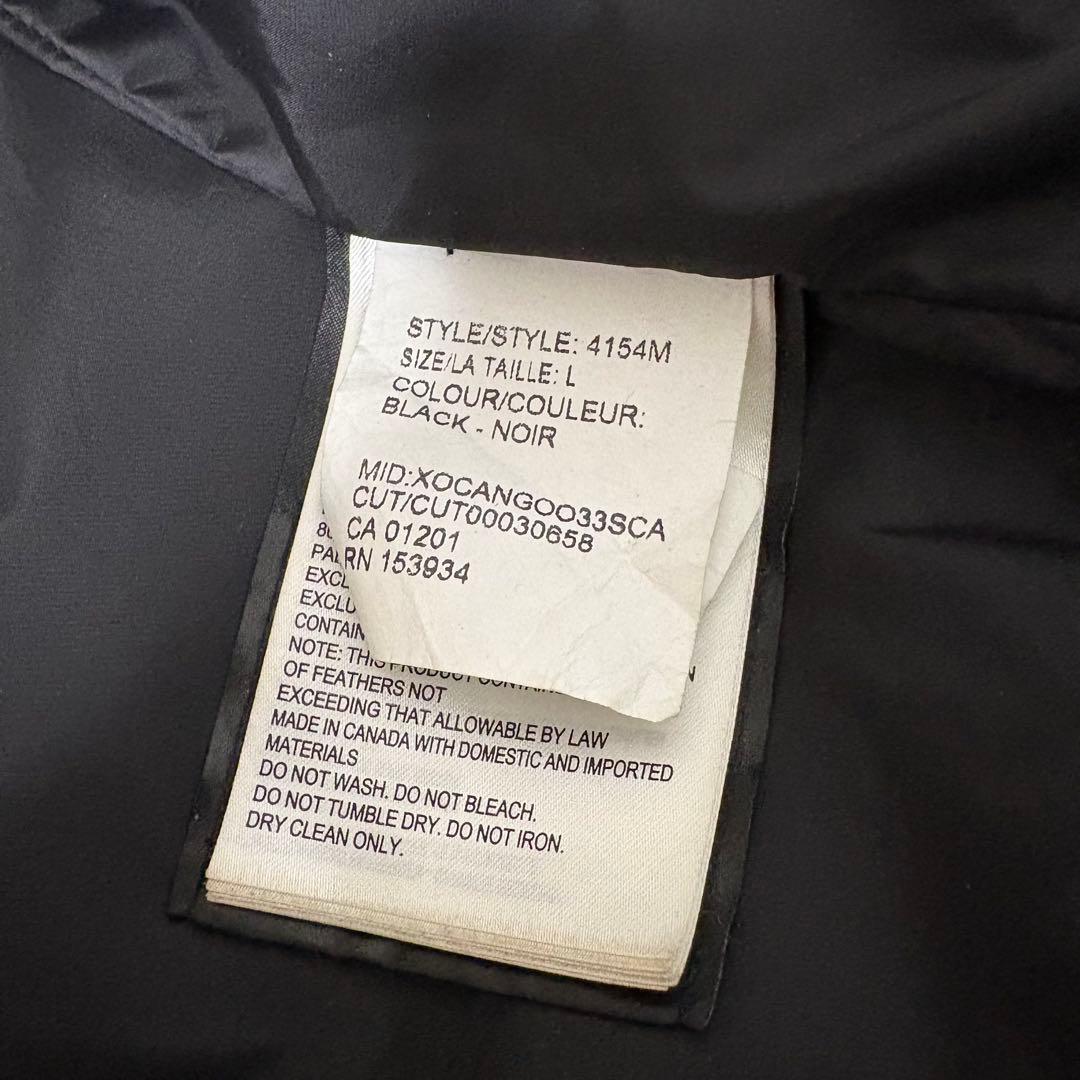 STYLE/STYLE: 4154M
SIZE/LA TAILLE: L
COLOUR/COULEUR:
BLACK - NOIR
MID:XOCANGOO33SCA
CUT/CUT00030658
CA 01201
RN 153934
NOTE: THIS PRODUCT
OF FEATHERS NOT
EXCEEDING THAT ALLOWABLE BY LAW
MADE IN CANADA WITH DOMESTIC AND IMPORTED
MATERIALS
DO NOT WASH. DO NOT BLEACH.
DO NOT TUMBLE DRY. DO NOT IRON.
DRY CLEAN ONLY.